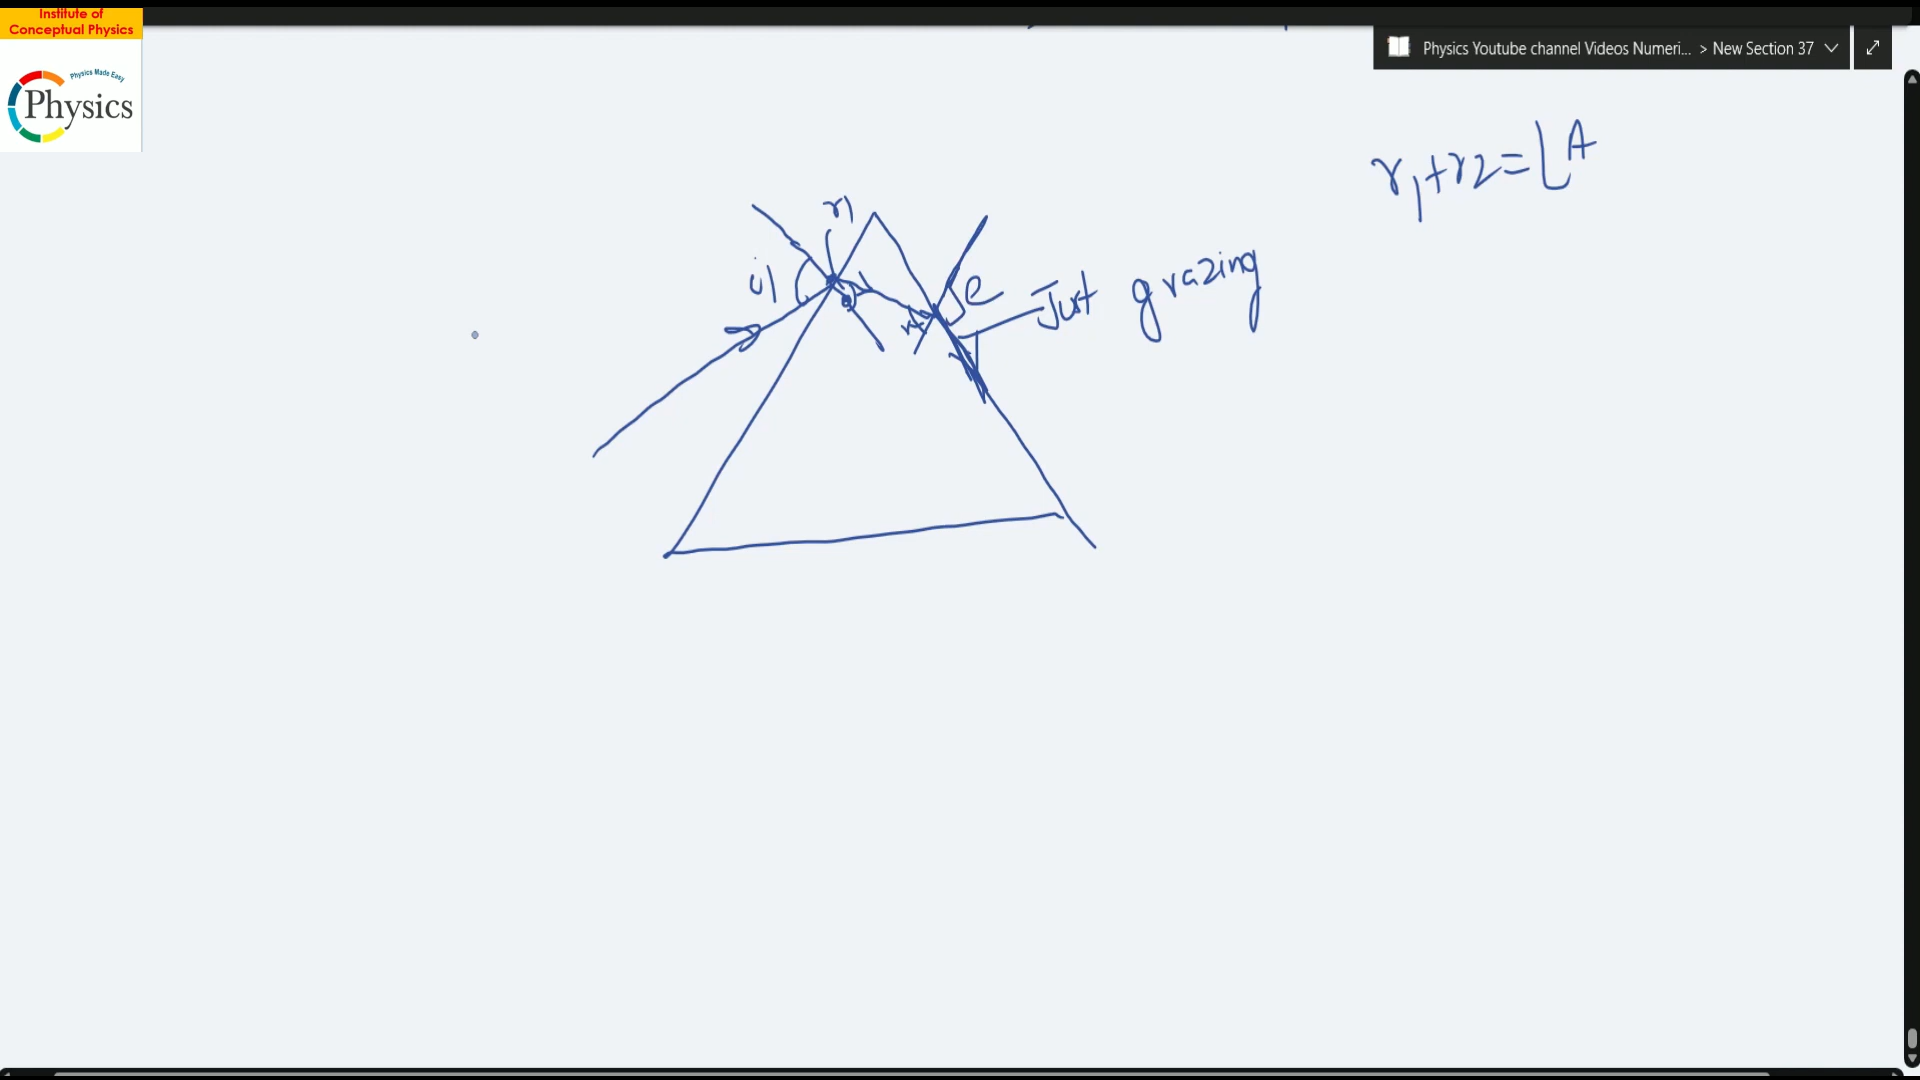 Institute of
Conceptual Physics
Physics Made Easy
Physics
Physics Youtube channel Videos Numeri... > New Section 37
r1+r2=⌊A
r1
i1
e
Just grazing